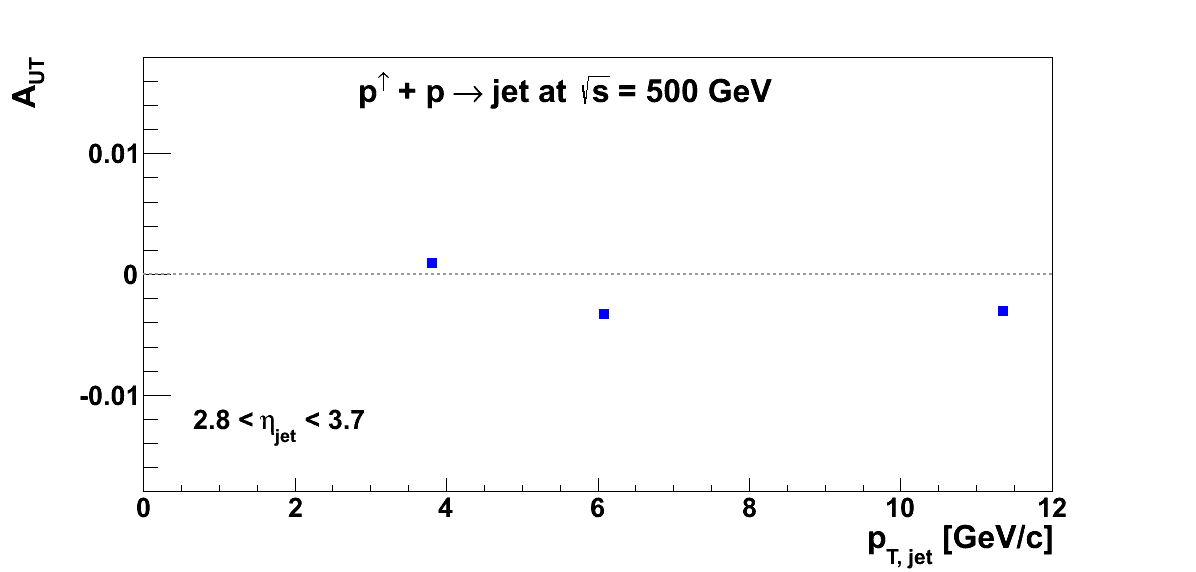 A_UT
p↑ + p → jet at √s = 500 GeV
0.01
0
-0.01
2.8 < η_jet < 3.7
0 2 4 6 8 10 12
p_T, jet [GeV/c]